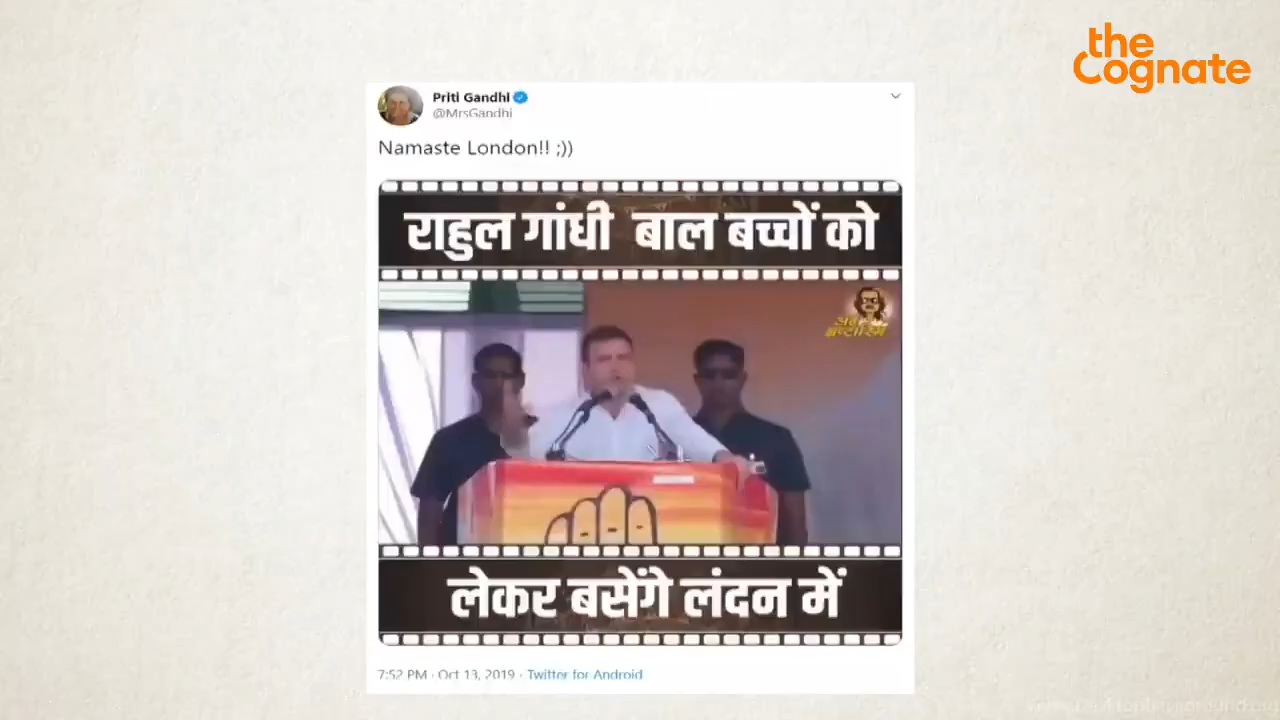 the
Cognate
Priti Gandhi
@MrsGandhi
Namaste London!! ;))
राहुल गांधी बाल बच्चों को
लेकर बसेंगे लंदन में
7:52 PM · Oct 13, 2019 · Twitter for Android